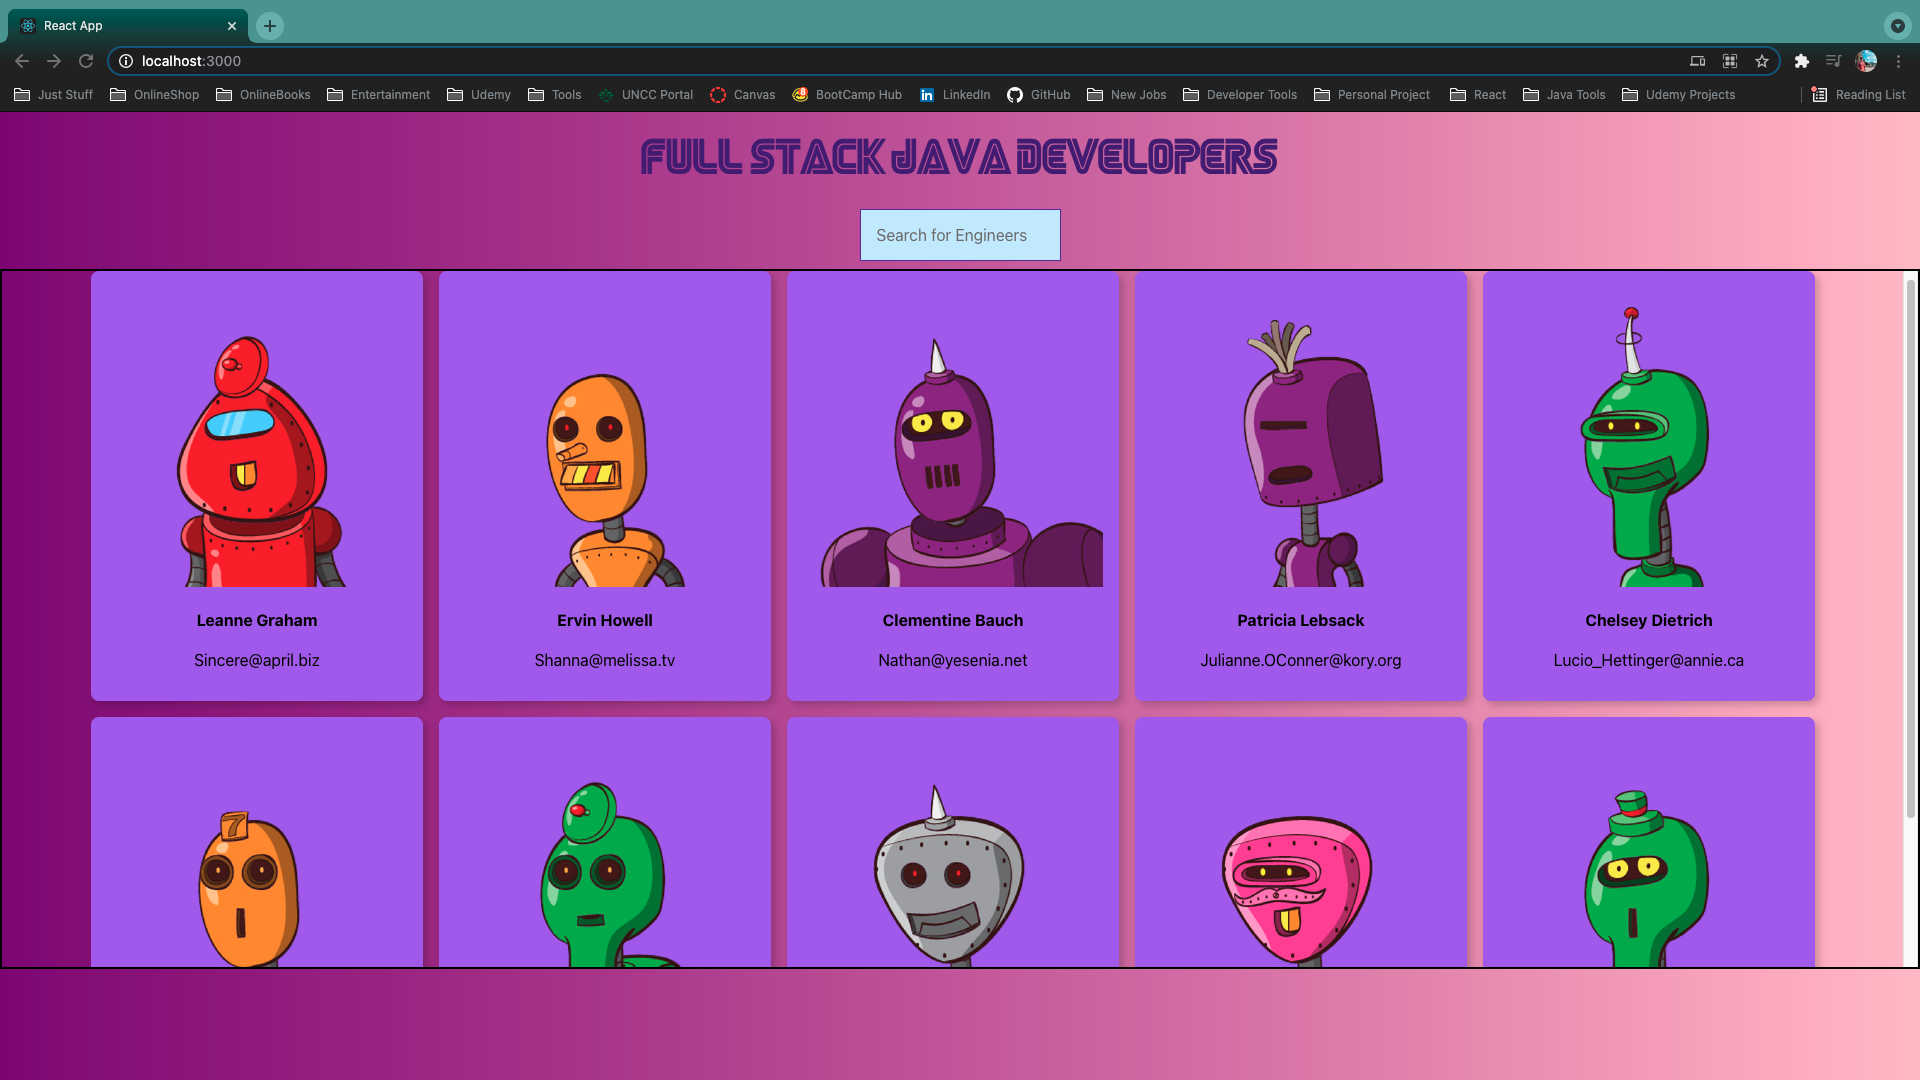 React App
localhost:3000
Just Stuff OnlineShop OnlineBooks Entertainment Udemy Tools UNCC Portal Canvas 8 BootCamp Hub in LinkedIn GitHub New Jobs Developer Tools Personal Project React Java Tools Udemy Projects Reading List
FULL STACK JAVA DEVELOPERS
Search for Engineers
Leanne Graham Ervin Howell Clementine Bauch Patricia Lebsack Chelsey Dietrich
Sincere@april.biz Shanna@melissa.tv Nathan@yesenia.net Julianne.OConner@kory.org Lucio_Hettinger@annie.ca
7